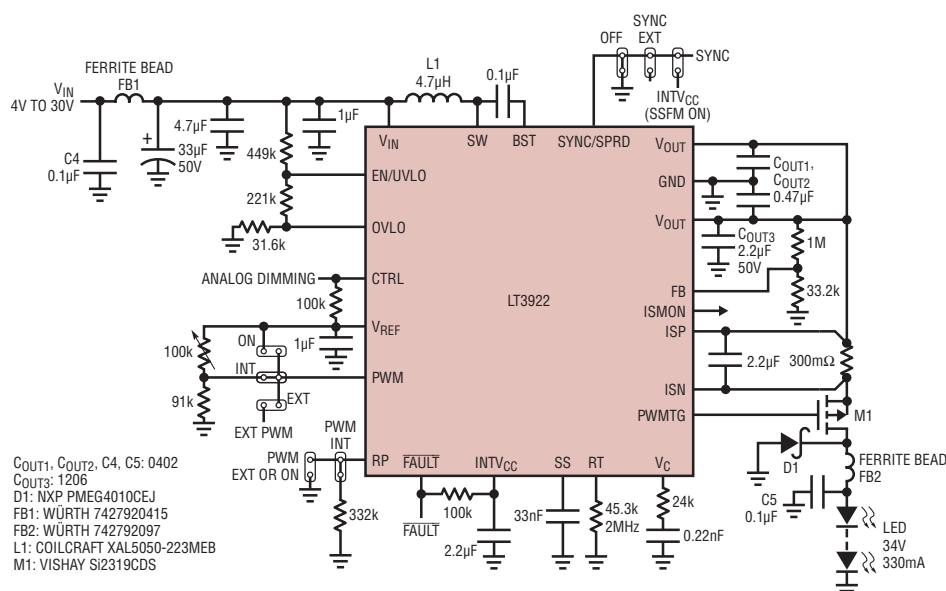 SYNC
OFF
EXT
SYNC
INTVCC
(SSFM ON)
FERRITE BEAD
FB1
VIN
4V TO 30V
L1
4.7µH
0.1µF
C4
0.1µF
+
33µF
50V
4.7µF
449k
1µF
221k
31.6k
VIN
SW
BST
SYNC/SPRD
VOUT
EN/UVLO
GND
OVLO
VOUT
COUT1,
COUT2
0.47µF
COUT3
2.2µF
50V
1M
33.2k
ANALOG DIMMING
CTRL
100k
LT3922
FB
ISMON
VREF
1µF
ISP
ON
100k
INT
PWM
2.2µF
300mΩ
ISN
91k
EXT
EXT PWM
PWMTG
M1
PWM
INT
PWM
EXT OR ON
RP
FAULT
INTVCC
SS
RT
VC
D1
FERRITE BEAD
FB2
332k
FAULT
100k
2.2µF
33nF
45.3k
2MHz
24k
0.22nF
C5
0.1µF
LED
34V
330mA
COUT1, COUT2, C4, C5: 0402
COUT3: 1206
D1: NXP PMEG4010CEJ
FB1: WÜRTH 7427920415
FB2: WÜRTH 742792097
L1: COILCRAFT XAL5050-223MEB
M1: VISHAY Si2319CDS